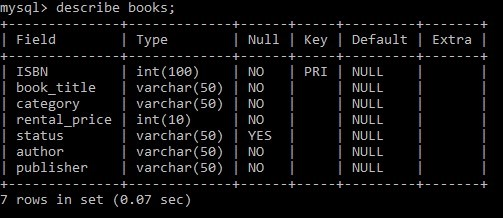 mysql> describe books;
+--------------+-------------+------+-----+---------+-------+
| Field        | Type        | Null | Key | Default | Extra |
+--------------+-------------+------+-----+---------+-------+
| ISBN         | int(100)    | NO   | PRI | NULL    |       |
| book_title   | varchar(50) | NO   |     | NULL    |       |
| category     | varchar(50) | NO   |     | NULL    |       |
| rental_price | int(10)     | NO   |     | NULL    |       |
| status       | varchar(50) | YES  |     | NULL    |       |
| author       | varchar(50) | NO   |     | NULL    |       |
| publisher    | varchar(50) | NO   |     | NULL    |       |
+--------------+-------------+------+-----+---------+-------+
7 rows in set (0.07 sec)